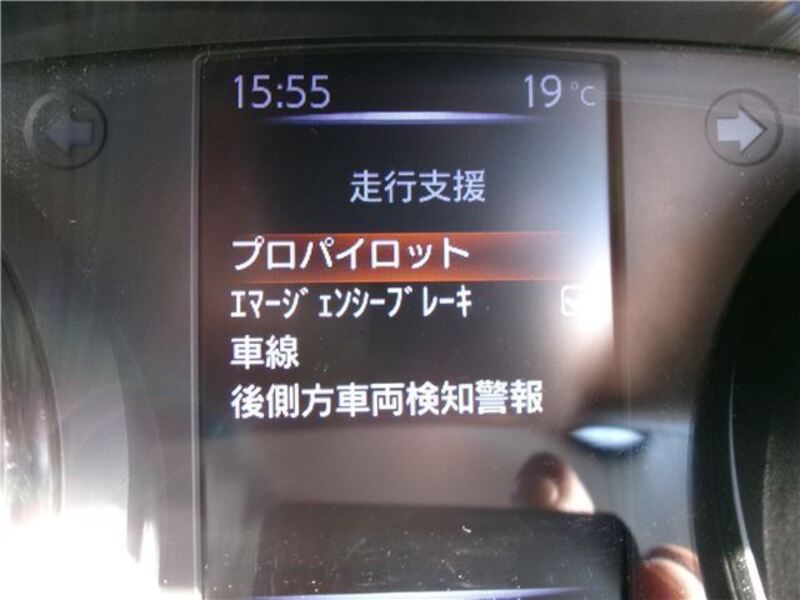 15:55 19℃
走行支援
プロパイロット
ｴﾏｰｼﾞｪﾝｼｰﾌﾞﾚｰｷ
車線
後側方車両検知警報